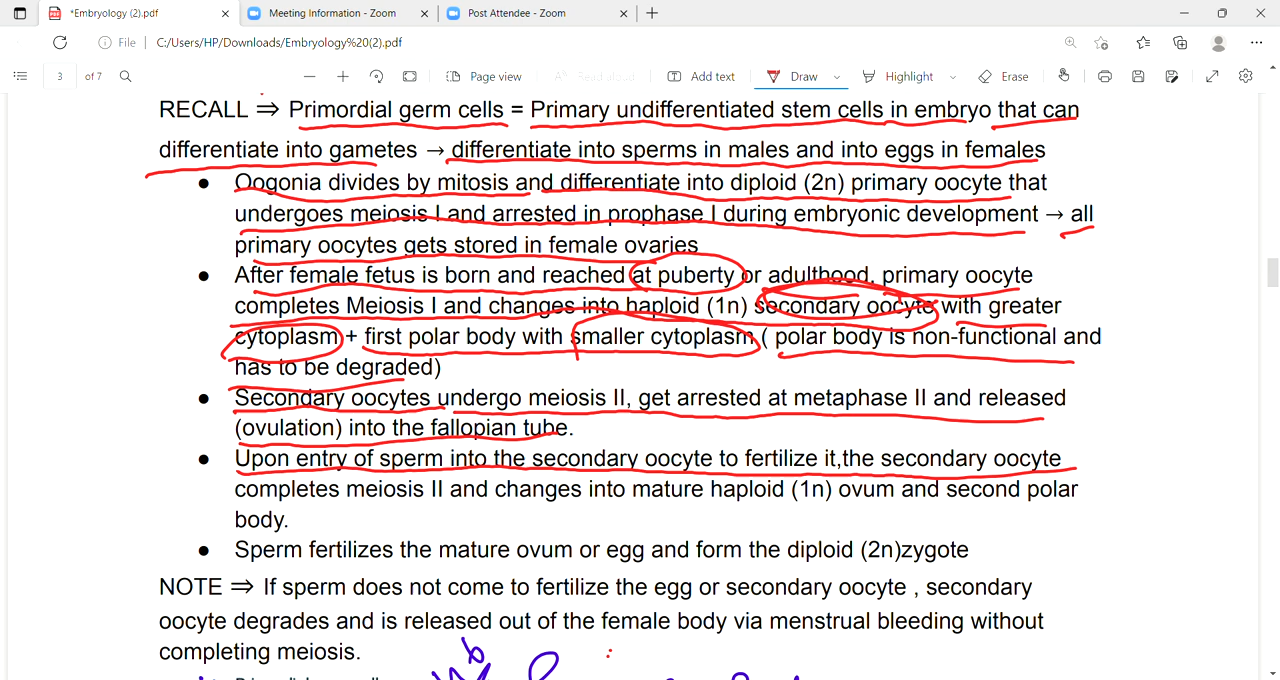 *Embryology (2).pdf
Meeting Information - Zoom
Post Attendee - Zoom
File C:/Users/HP/Downloads/Embryology%20(2).pdf
3 of 7 Page view Read aloud Add text Draw Highlight Erase
RECALL ⇒ Primordial germ cells = Primary undifferentiated stem cells in embryo that can
differentiate into gametes → differentiate into sperms in males and into eggs in females
● Oogonia divides by mitosis and differentiate into diploid (2n) primary oocyte that
undergoes meiosis I and arrested in prophase I during embryonic development → all
primary oocytes gets stored in female ovaries
● After female fetus is born and reached at puberty or adulthood, primary oocyte
completes Meiosis I and changes into haploid (1n) secondary oocyte with greater
cytoplasm + first polar body with smaller cytoplasm ( polar body is non-functional and
has to be degraded)
● Secondary oocytes undergo meiosis II, get arrested at metaphase II and released
(ovulation) into the fallopian tube.
● Upon entry of sperm into the secondary oocyte to fertilize it,the secondary oocyte
completes meiosis II and changes into mature haploid (1n) ovum and second polar
body.
● Sperm fertilizes the mature ovum or egg and form the diploid (2n)zygote
NOTE ⇒ If sperm does not come to fertilize the egg or secondary oocyte , secondary
oocyte degrades and is released out of the female body via menstrual bleeding without
completing meiosis.